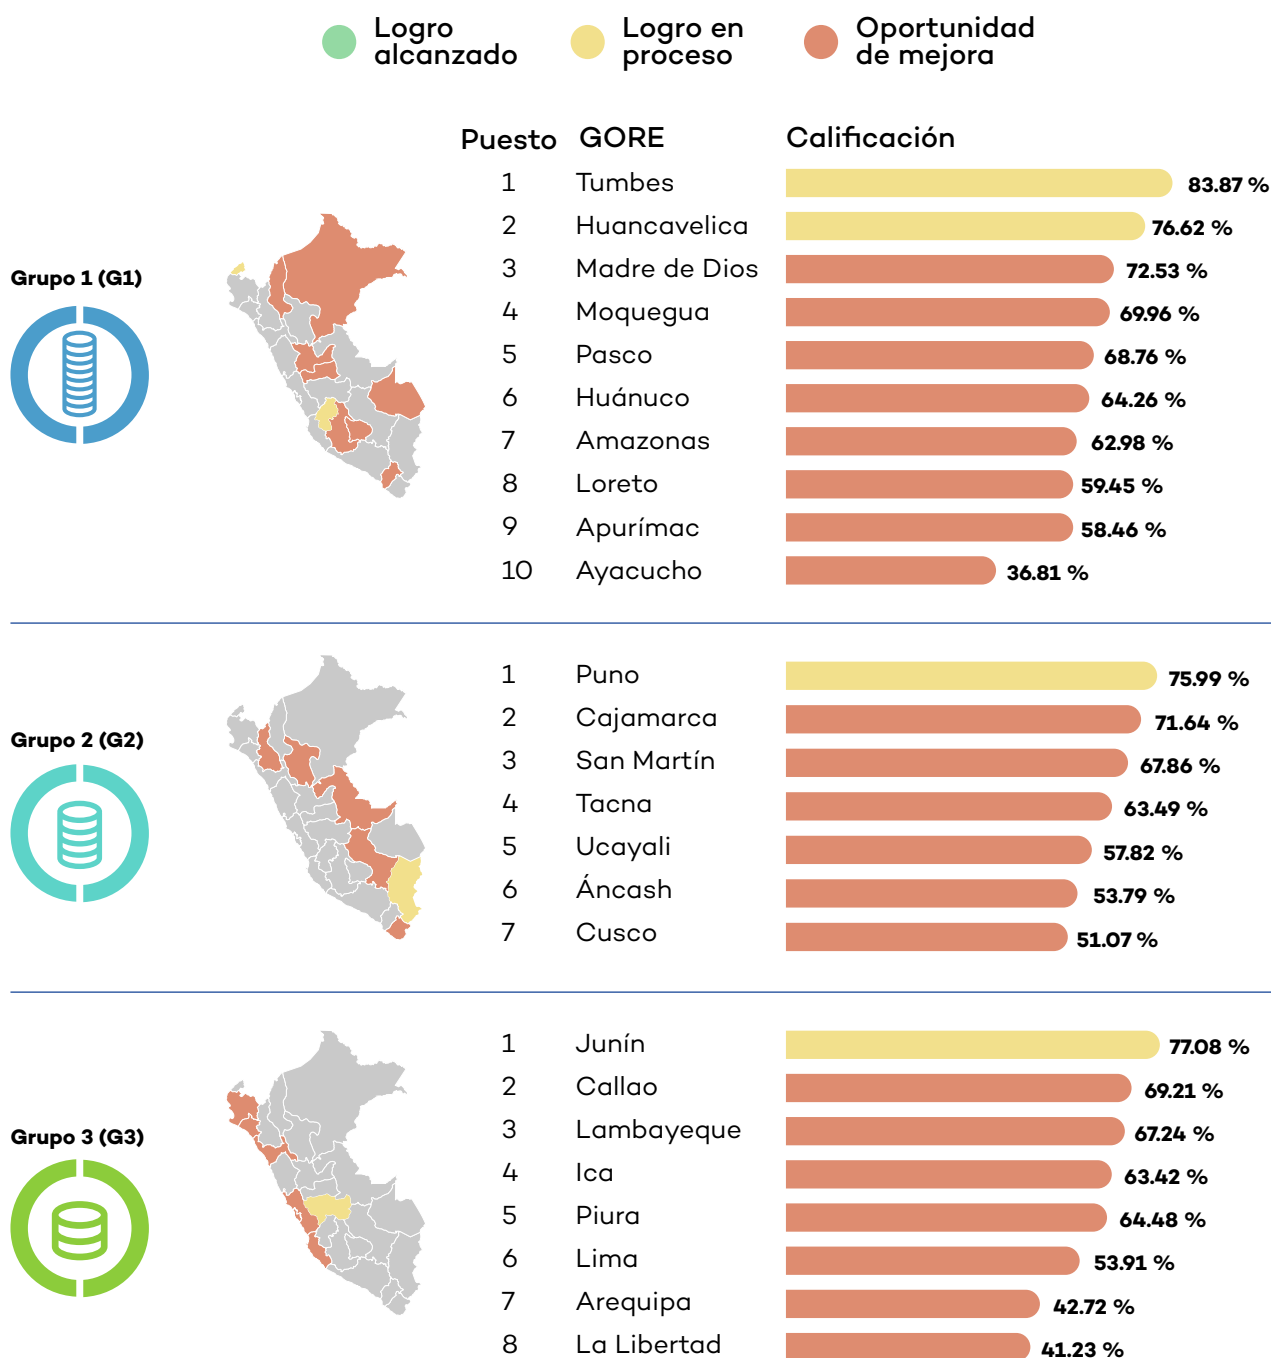 Logro
alcanzado
Logro en
proceso
Oportunidad
de mejora
Puesto GORE Calificación
Grupo 1 (G1)
1 Tumbes 83.87 %
2 Huancavelica 76.62 %
3 Madre de Dios 72.53 %
4 Moquegua 69.96 %
5 Pasco 68.76 %
6 Huánuco 64.26 %
7 Amazonas 62.98 %
8 Loreto 59.45 %
9 Apurímac 58.46 %
10 Ayacucho 36.81 %
Grupo 2 (G2)
1 Puno 75.99 %
2 Cajamarca 71.64 %
3 San Martín 67.86 %
4 Tacna 63.49 %
5 Ucayali 57.82 %
6 Áncash 53.79 %
7 Cusco 51.07 %
Grupo 3 (G3)
1 Junín 77.08 %
2 Callao 69.21 %
3 Lambayeque 67.24 %
4 Ica 63.42 %
5 Piura 64.48 %
6 Lima 53.91 %
7 Arequipa 42.72 %
8 La Libertad 41.23 %